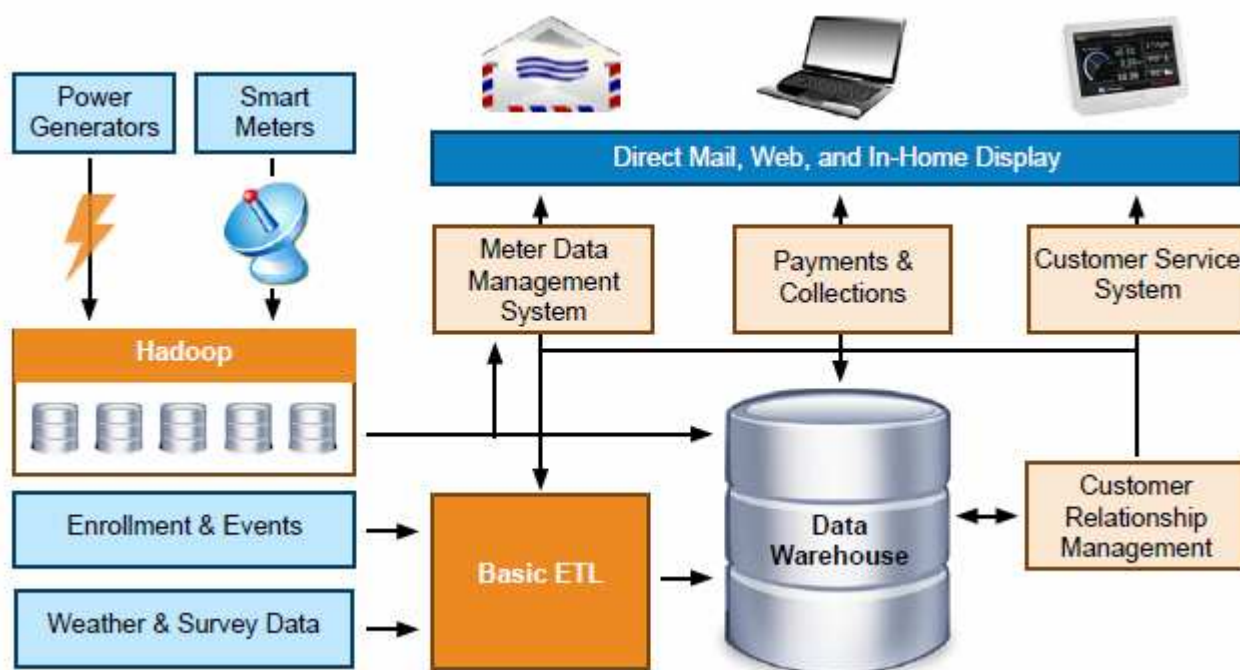 Power
Generators
Smart
Meters
Direct Mail, Web, and In-Home Display
Meter Data
Management
System
Payments &
Collections
Customer Service
System
Hadoop
Enrollment & Events
Weather & Survey Data
Basic ETL
Data
Warehouse
Customer
Relationship
Management